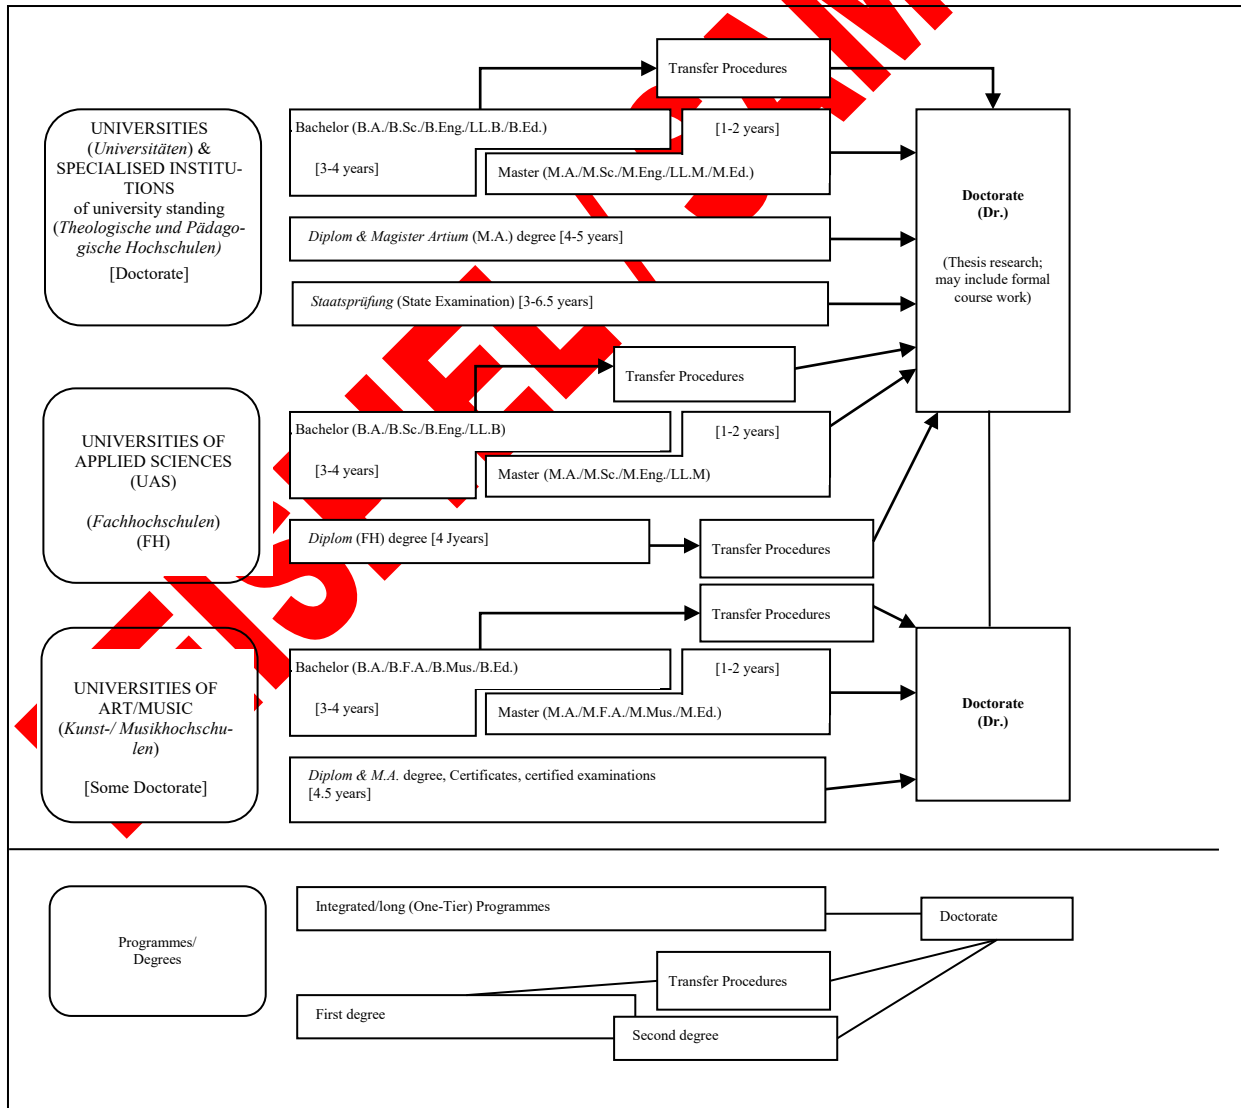 Transfer Procedures
UNIVERSITIES
(Universitäten) &
SPECIALISED INSTITU-
TIONS
of university standing
(Theologische und Pädago-
gische Hochschulen)
[Doctorate]
. Bachelor (B.A./B.Sc./B.Eng./LL.B./B.Ed.)
[3-4 years]
[1-2 years]
Master (M.A./M.Sc./M.Eng./LL.M./M.Ed.)
Diplom & Magister Artium (M.A.) degree [4-5 years]
Staatsprüfung (State Examination) [3-6.5 years]
Doctorate
(Dr.)
(Thesis research;
may include formal
course work)
Transfer Procedures
UNIVERSITIES OF
APPLIED SCIENCES
(UAS)
(Fachhochschulen)
(FH)
. Bachelor (B.A./B.Sc./B.Eng./LL.B)
[3-4 years]
[1-2 years]
Master (M.A./M.Sc./M.Eng./LL.M)
Diplom (FH) degree [4 Jyears]
Transfer Procedures
Transfer Procedures
UNIVERSITIES OF
ART/MUSIC
(Kunst-/ Musikhochschu-
len)
[Some Doctorate]
. Bachelor (B.A./B.F.A./B.Mus./B.Ed.)
[3-4 years]
[1-2 years]
Master (M.A./M.F.A./M.Mus./M.Ed.)
Diplom & M.A. degree, Certificates, certified examinations
[4.5 years]
Doctorate
(Dr.)
Programmes/
Degrees
Integrated/long (One-Tier) Programmes
Doctorate
Transfer Procedures
First degree
Second degree